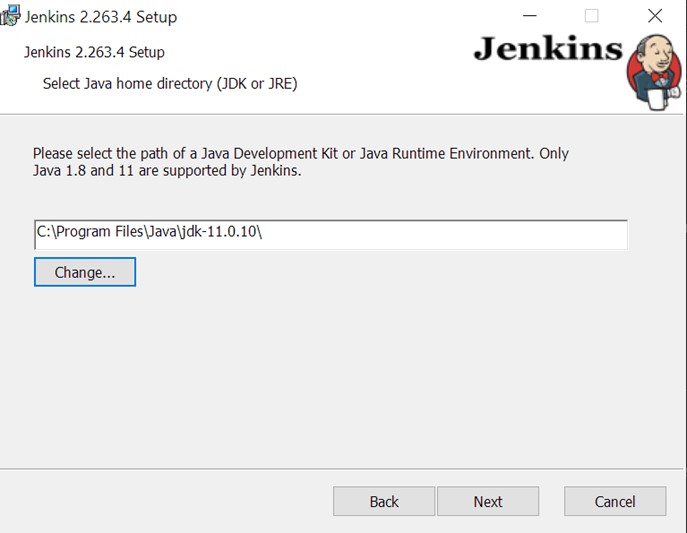 Jenkins 2.263.4 Setup
Jenkins 2.263.4 Setup
Jenkins
Select Java home directory (JDK or JRE)
Please select the path of a Java Development Kit or Java Runtime Environment. Only
Java 1.8 and 11 are supported by Jenkins.
C:\Program Files\Java\jdk-11.0.10\
Change...
Back
Next
Cancel